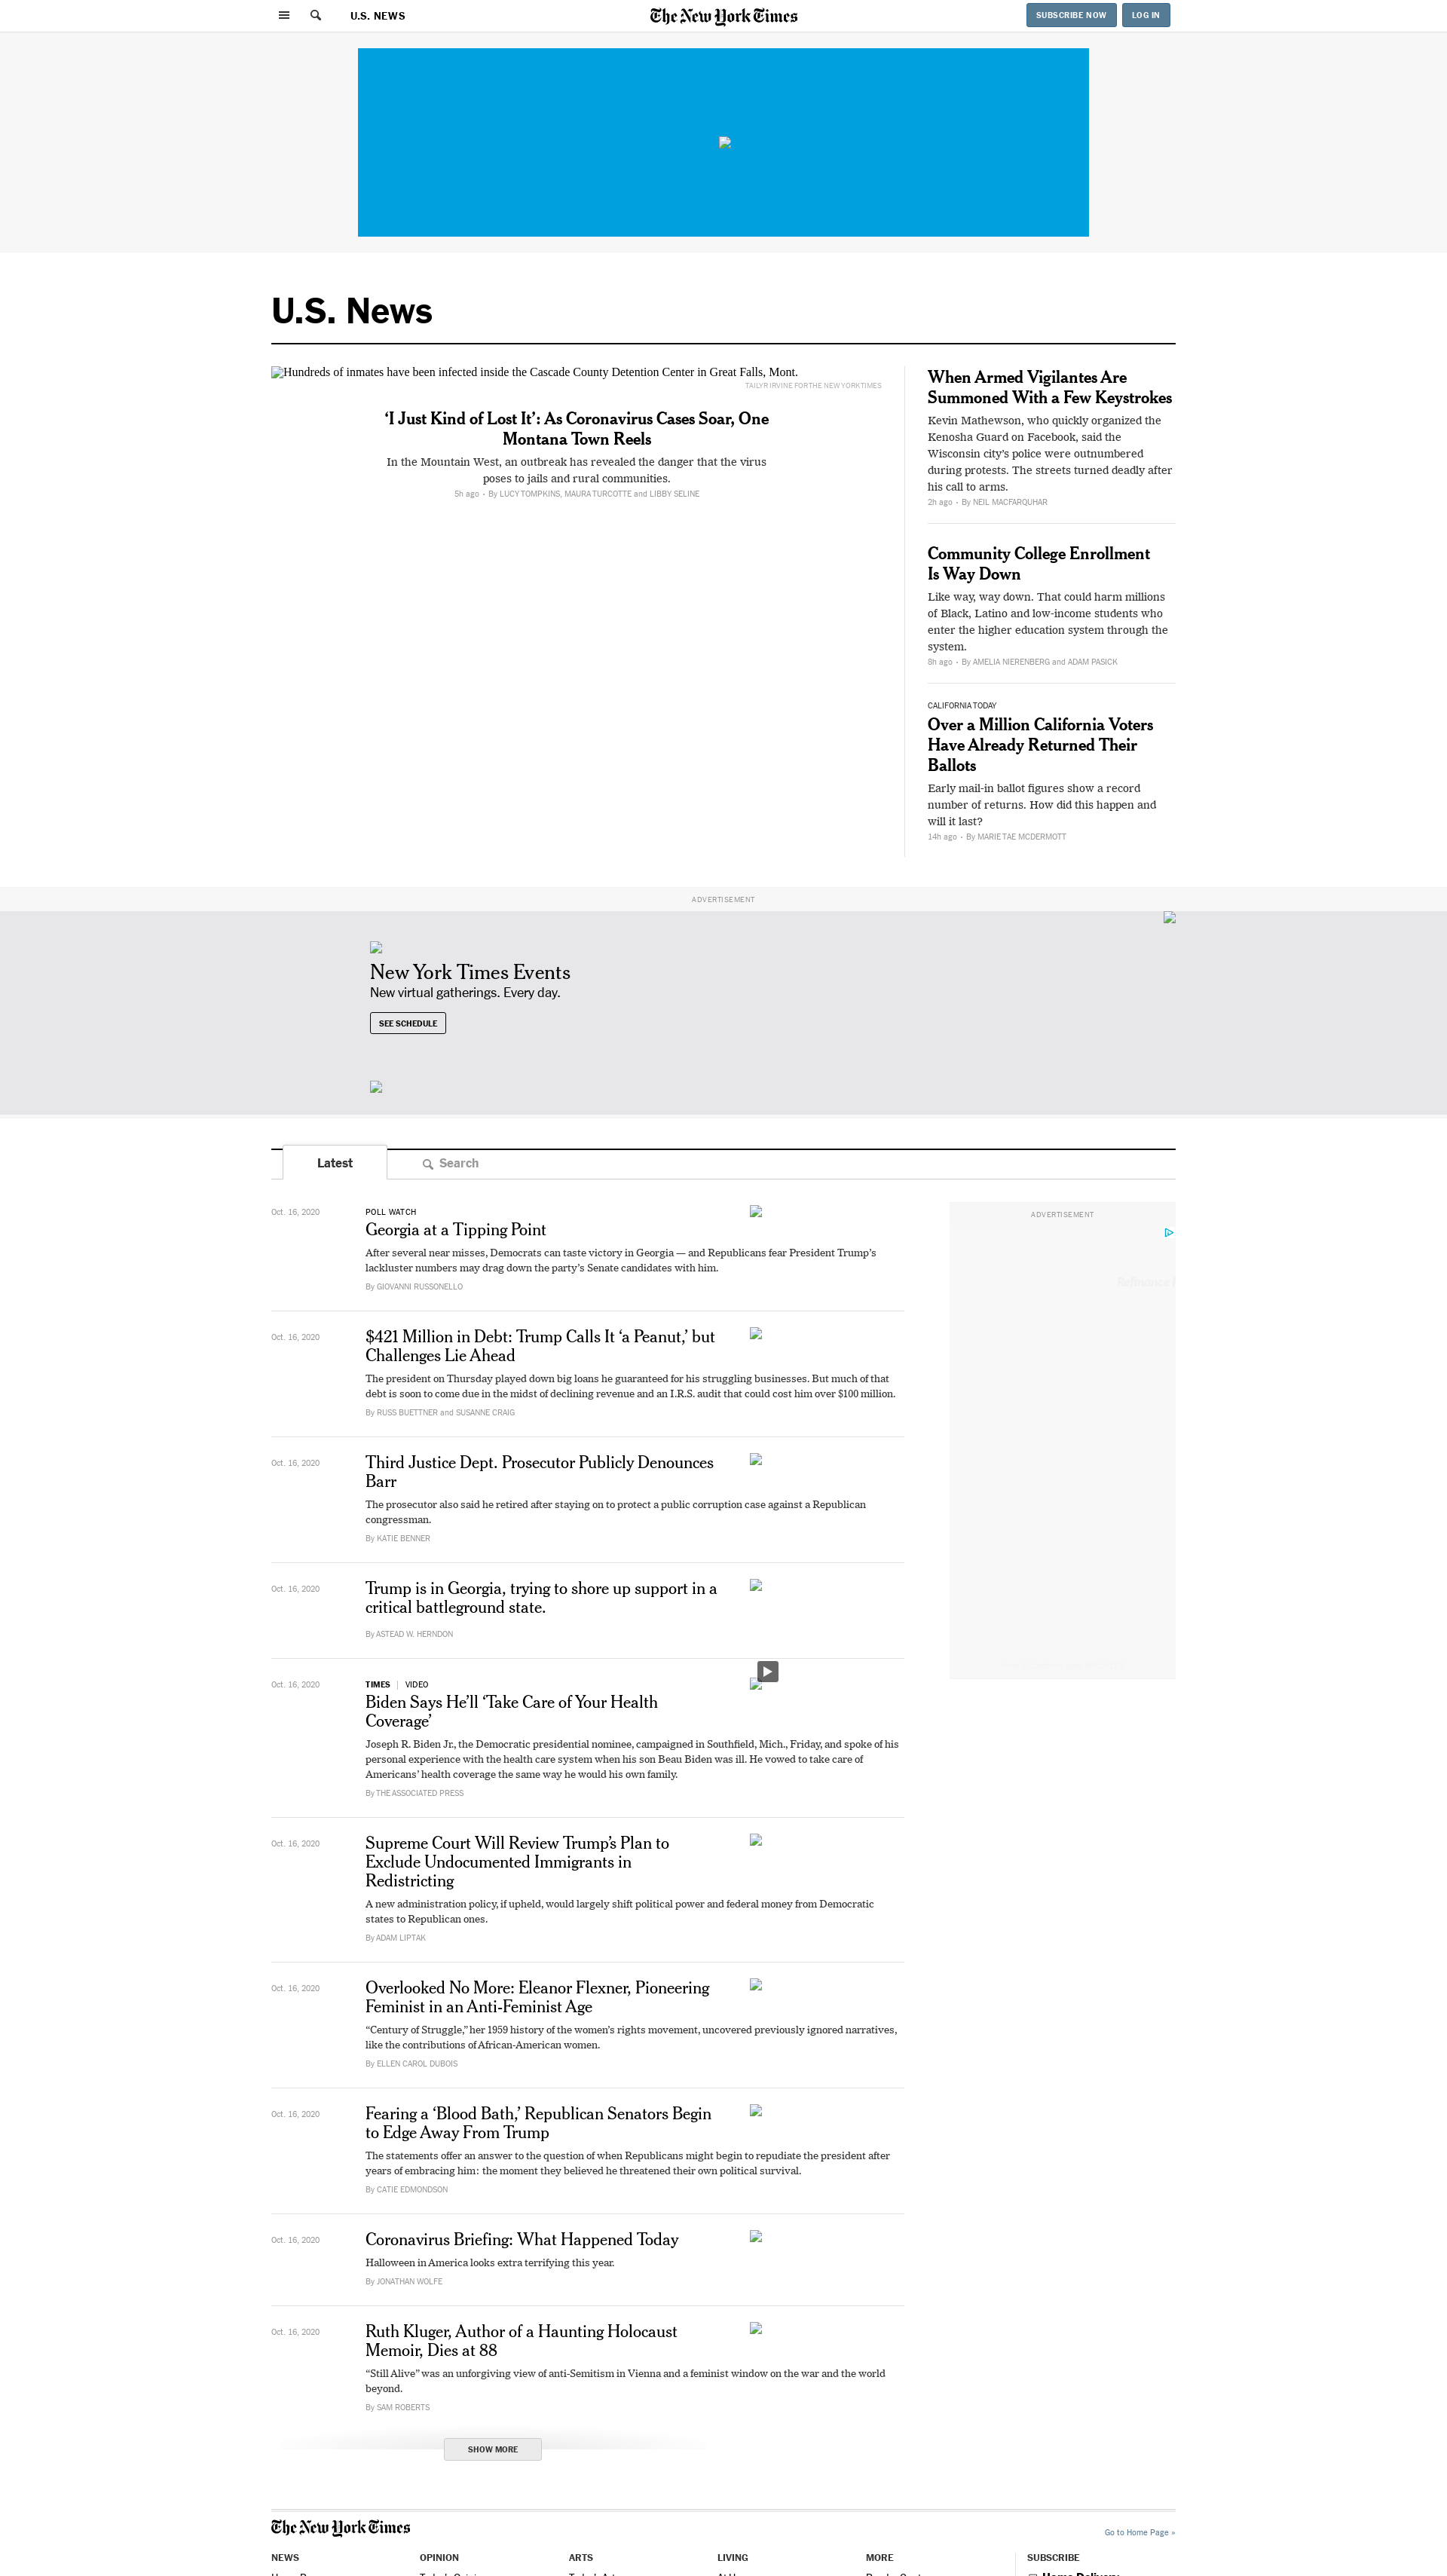 U.S. NEWS
The New York Times
SUBSCRIBE NOW
LOG IN
U.S. News
Hundreds of inmates have been infected inside the Cascade County Detention Center in Great Falls, Mont.
TAILYR IRVINE FOR THE NEW YORK TIMES
‘I Just Kind of Lost It’: As Coronavirus Cases Soar, One
Montana Town Reels
In the Mountain West, an outbreak has revealed the danger that the virus
poses to jails and rural communities.
5h ago • By LUCY TOMPKINS, MAURA TURCOTTE and LIBBY SELINE
When Armed Vigilantes Are
Summoned With a Few Keystrokes
Kevin Mathewson, who quickly organized the
Kenosha Guard on Facebook, said the
Wisconsin city’s police were outnumbered
during protests. The streets turned deadly after
his call to arms.
2h ago • By NEIL MACFARQUHAR
Community College Enrollment
Is Way Down
Like way, way down. That could harm millions
of Black, Latino and low-income students who
enter the higher education system through the
system.
8h ago • By AMELIA NIERENBERG and ADAM PASICK
CALIFORNIA TODAY
Over a Million California Voters
Have Already Returned Their
Ballots
Early mail-in ballot figures show a record
number of returns. How did this happen and
will it last?
14h ago • By MARIE TAE MCDERMOTT
ADVERTISEMENT
New York Times Events
New virtual gatherings. Every day.
SEE SCHEDULE
Latest
Search
Oct. 16, 2020
POLL WATCH
Georgia at a Tipping Point
After several near misses, Democrats can taste victory in Georgia — and Republicans fear President Trump’s
lackluster numbers may drag down the party’s Senate candidates with him.
By GIOVANNI RUSSONELLO
ADVERTISEMENT
Oct. 16, 2020
$421 Million in Debt: Trump Calls It ‘a Peanut,’ but
Challenges Lie Ahead
The president on Thursday played down big loans he guaranteed for his struggling businesses. But much of that
debt is soon to come due in the midst of declining revenue and an I.R.S. audit that could cost him over $100 million.
By RUSS BUETTNER and SUSANNE CRAIG
Oct. 16, 2020
Third Justice Dept. Prosecutor Publicly Denounces
Barr
The prosecutor also said he retired after staying on to protect a public corruption case against a Republican
congressman.
By KATIE BENNER
Oct. 16, 2020
Trump is in Georgia, trying to shore up support in a
critical battleground state.
By ASTEAD W. HERNDON
Oct. 16, 2020
TIMES | VIDEO
Biden Says He’ll ‘Take Care of Your Health
Coverage’
Joseph R. Biden Jr., the Democratic presidential nominee, campaigned in Southfield, Mich., Friday, and spoke of his
personal experience with the health care system when his son Beau Biden was ill. He vowed to take care of
Americans’ health coverage the same way he would his own family.
By THE ASSOCIATED PRESS
Oct. 16, 2020
Supreme Court Will Review Trump’s Plan to
Exclude Undocumented Immigrants in
Redistricting
A new administration policy, if upheld, would largely shift political power and federal money from Democratic
states to Republican ones.
By ADAM LIPTAK
Oct. 16, 2020
Overlooked No More: Eleanor Flexner, Pioneering
Feminist in an Anti-Feminist Age
“Century of Struggle,” her 1959 history of the women’s rights movement, uncovered previously ignored narratives,
like the contributions of African-American women.
By ELLEN CAROL DUBOIS
Oct. 16, 2020
Fearing a ‘Blood Bath,’ Republican Senators Begin
to Edge Away From Trump
The statements offer an answer to the question of when Republicans might begin to repudiate the president after
years of embracing him: the moment they believed he threatened their own political survival.
By CATIE EDMONDSON
Oct. 16, 2020
Coronavirus Briefing: What Happened Today
Halloween in America looks extra terrifying this year.
By JONATHAN WOLFE
Oct. 16, 2020
Ruth Kluger, Author of a Haunting Holocaust
Memoir, Dies at 88
“Still Alive” was an unforgiving view of anti-Semitism in Vienna and a feminist window on the war and the world
beyond.
By SAM ROBERTS
SHOW MORE
The New York Times
Go to Home Page »
NEWS
OPINION
ARTS
LIVING
MORE
SUBSCRIBE